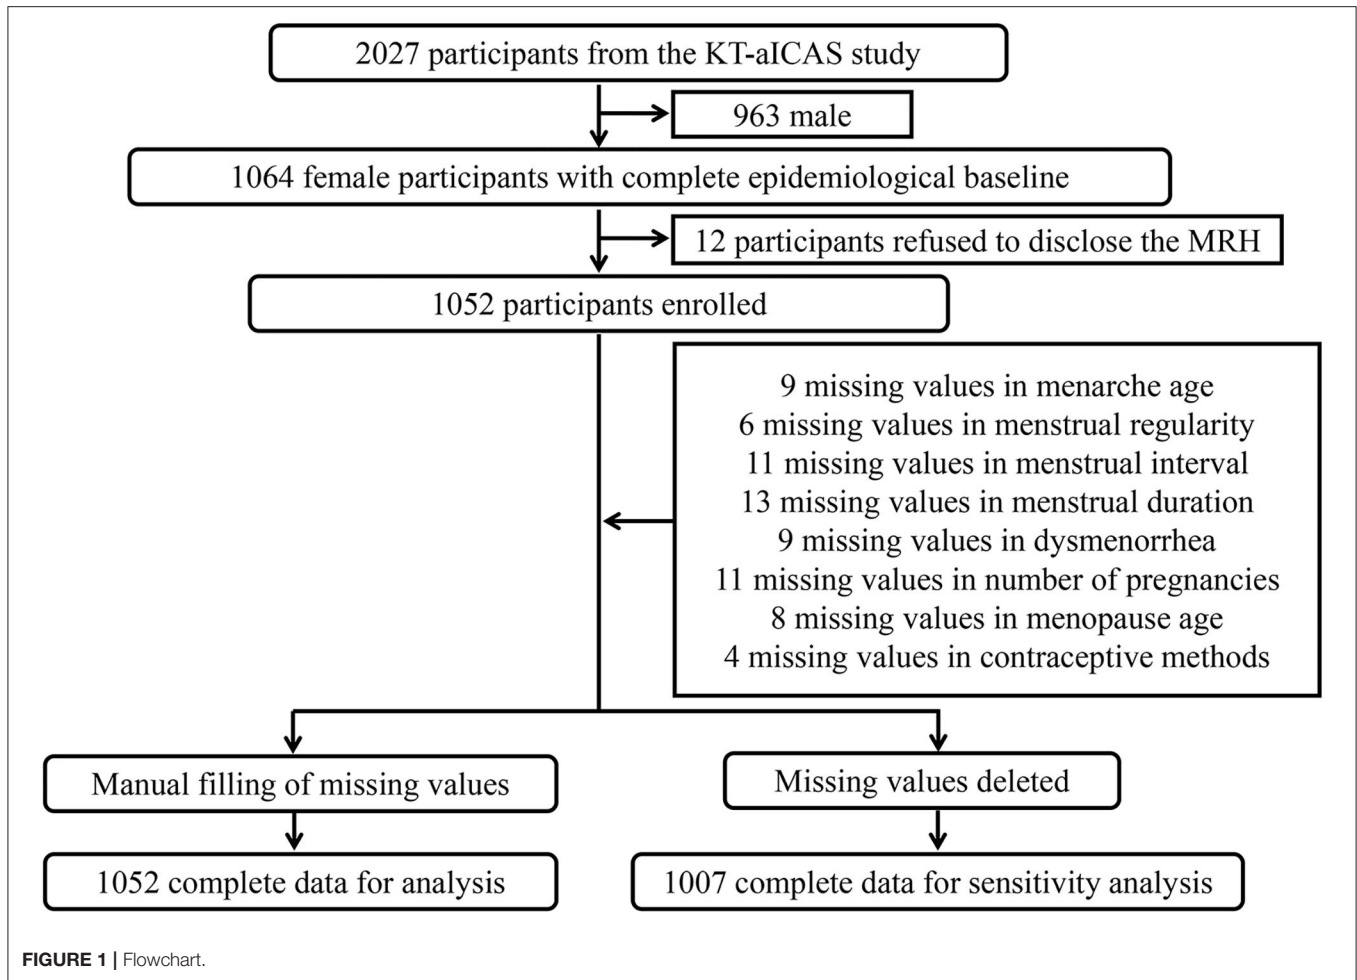 2027 participants from the KT-aICAS study
963 male
1064 female participants with complete epidemiological baseline
12 participants refused to disclose the MRH
1052 participants enrolled
9 missing values in menarche age
6 missing values in menstrual regularity
11 missing values in menstrual interval
13 missing values in menstrual duration
9 missing values in dysmenorrhea
11 missing values in number of pregnancies
8 missing values in menopause age
4 missing values in contraceptive methods
Manual filling of missing values
Missing values deleted
1052 complete data for analysis
1007 complete data for sensitivity analysis
FIGURE 1 | Flowchart.